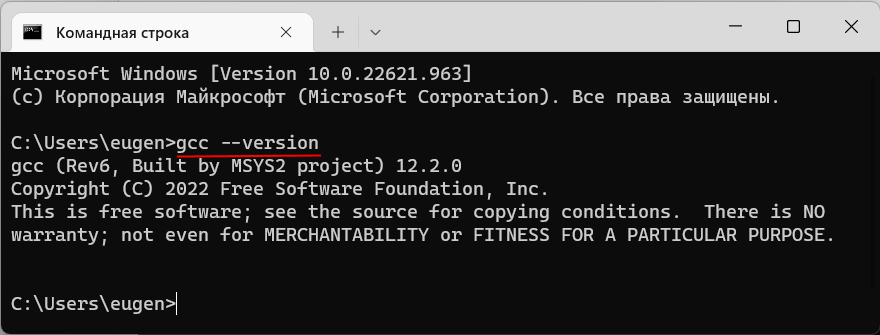 Командная строка
Microsoft Windows [Version 10.0.22621.963]
(c) Корпорация Майкрософт (Microsoft Corporation). Все права защищены.
C:\Users\eugen>gcc --version
gcc (Rev6, Built by MSYS2 project) 12.2.0
Copyright (C) 2022 Free Software Foundation, Inc.
This is free software; see the source for copying conditions.  There is NO
warranty; not even for MERCHANTABILITY or FITNESS FOR A PARTICULAR PURPOSE.
C:\Users\eugen>